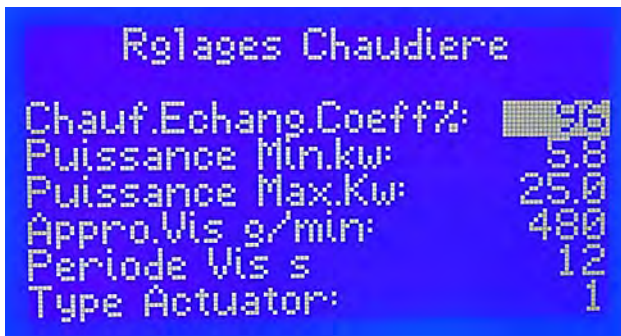 Rglages Chaudiere
Chauf.Echang.Coeff%:
Puissance Min.kw: 5.8
Puissance Max.Kw: 25.0
Appro.Vis g/min: 480
Periode Vis s 12
Type Actuator: 1